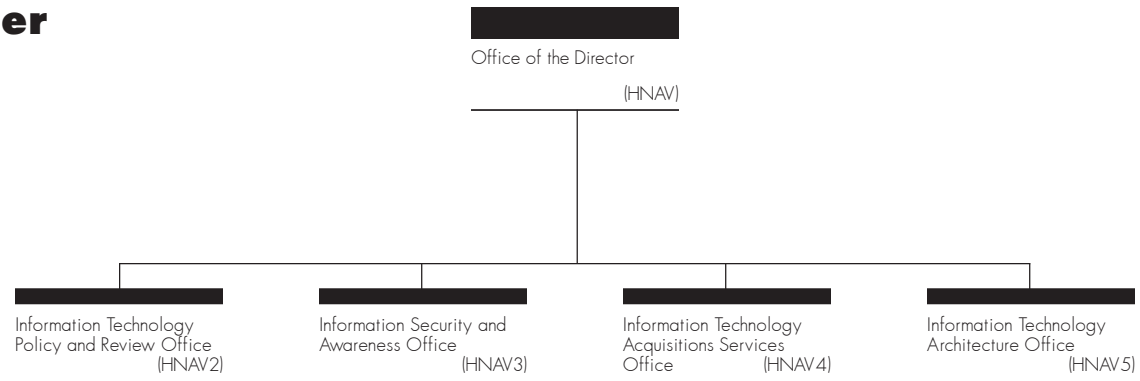 er
Office of the Director
(HNAV)
Information Technology
Policy and Review Office
(HNAV2)
Information Security and
Awareness Office
(HNAV3)
Information Technology
Acquisitions Services
Office (HNAV4)
Information Technology
Architecture Office
(HNAV5)